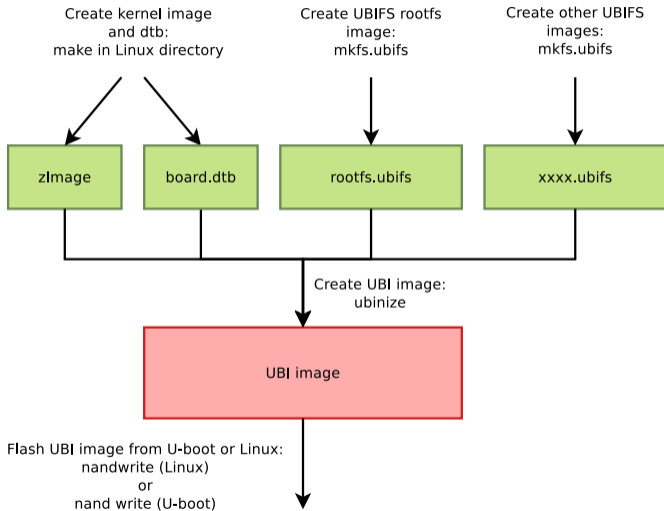 Create kernel image
and dtb:
make in Linux directory
Create UBIFS rootfs
image:
mkfs.ubifs
Create other UBIFS
images:
mkfs.ubifs
zImage
board.dtb
rootfs.ubifs
xxxx.ubifs
Create UBI image:
ubinize
UBI image
Flash UBI image from U-boot or Linux:
nandwrite (Linux)
or
nand write (U-boot)